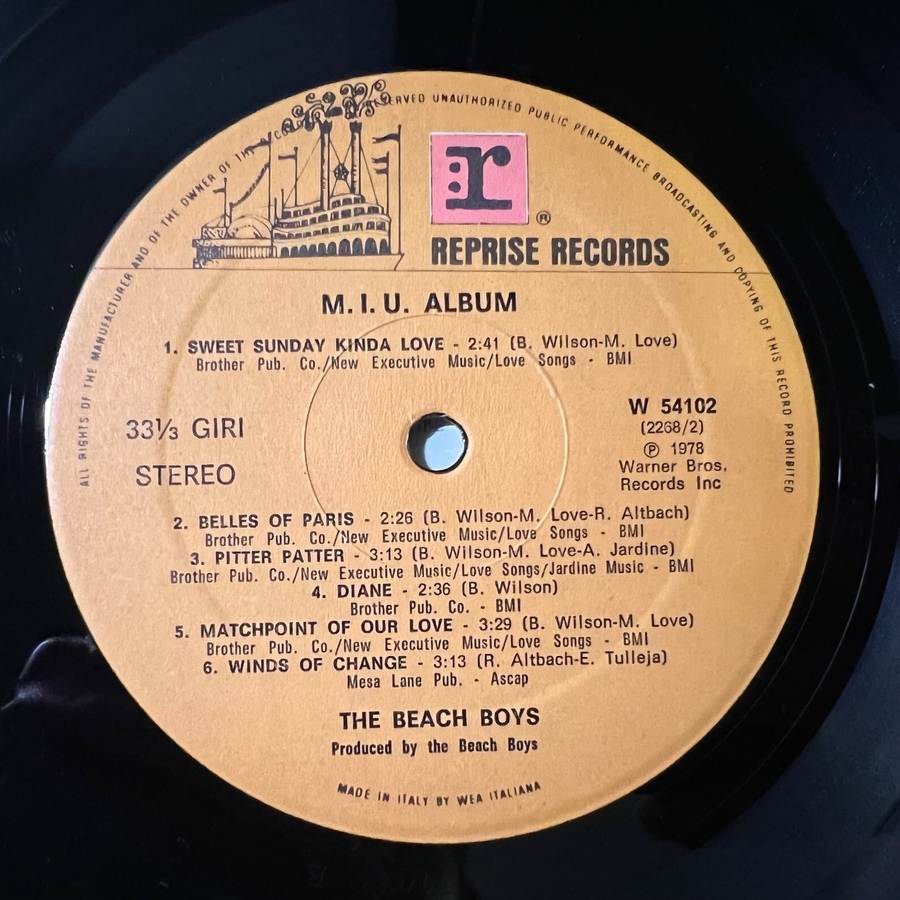 ALL RIGHTS OF THE MANUFACTURER AND OF THE OWNER OF THE RESERVED UNAUTHORIZED PUBLIC PERFORMANCE BROADCASTING AND COPYING OF THIS RECORD PROHIBITED
r
®
REPRISE RECORDS
M.I.U. ALBUM
1. SWEET SUNDAY KINDA LOVE - 2:41 (B. Wilson-M. Love)
Brother Pub. Co./New Executive Music/Love Songs - BMI
33⅓ GIRI
STEREO
W 54102
(2268/2)
℗ 1978
Warner Bros.
Records Inc
2. BELLES OF PARIS - 2:26 (B. Wilson-M. Love-R. Altbach)
Brother Pub. Co./New Executive Music/Love Songs - BMI
3. PITTER PATTER - 3:13 (B. Wilson-M. Love-A. Jardine)
Brother Pub. Co./New Executive Music/Love Songs/Jardine Music - BMI
4. DIANE - 2:36 (B. Wilson)
Brother Pub. Co. - BMI
5. MATCHPOINT OF OUR LOVE - 3:29 (B. Wilson-M. Love)
Brother Pub. Co./New Executive Music/Love Songs - BMI
6. WINDS OF CHANGE - 3:13 (R. Altbach-E. Tulleja)
Mesa Lane Pub. - Ascap
THE BEACH BOYS
Produced by the Beach Boys
MADE IN ITALY BY WEA ITALIANA